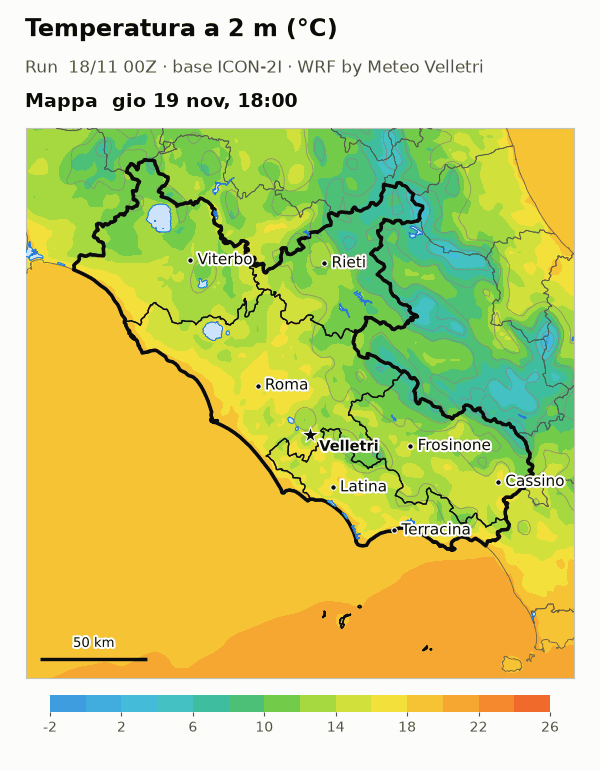 Temperatura a 2 m (°C)
Run  18/11 00Z · base ICON-2I · WRF by Meteo Velletri
Mappa  gio 19 nov, 18:00
Viterbo
Rieti
Roma
Velletri
Frosinone
Latina
Cassino
Terracina
50 km
-2 2 6 10 14 18 22 26